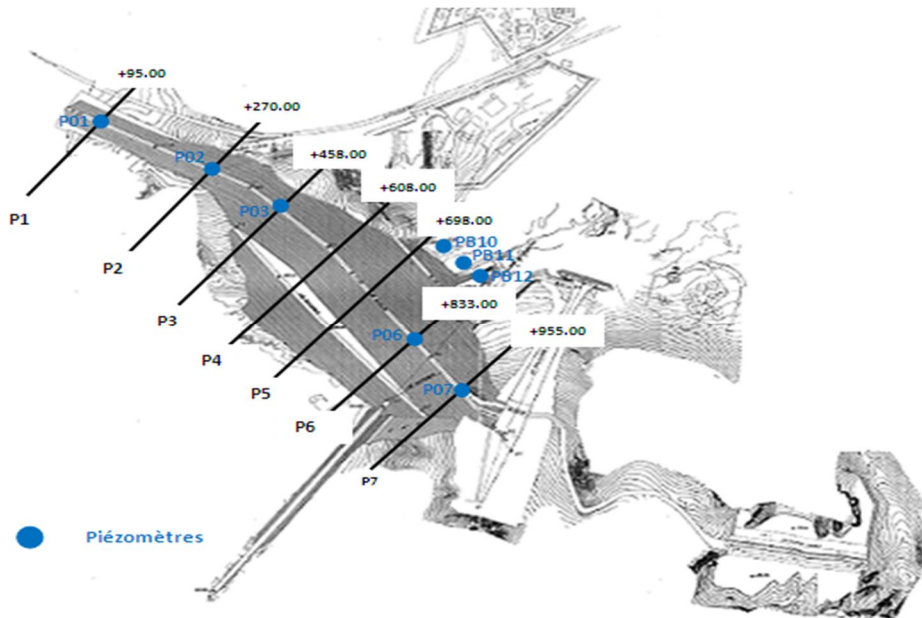 +95.00
+270.00
P01
P02
+458.00
+608.00
P1
P03
+698.00
PB10
P2
PB11
PB12
+833.00
P3
+955.00
P4
P06
P5
P07
P6
P7
Piézomètres